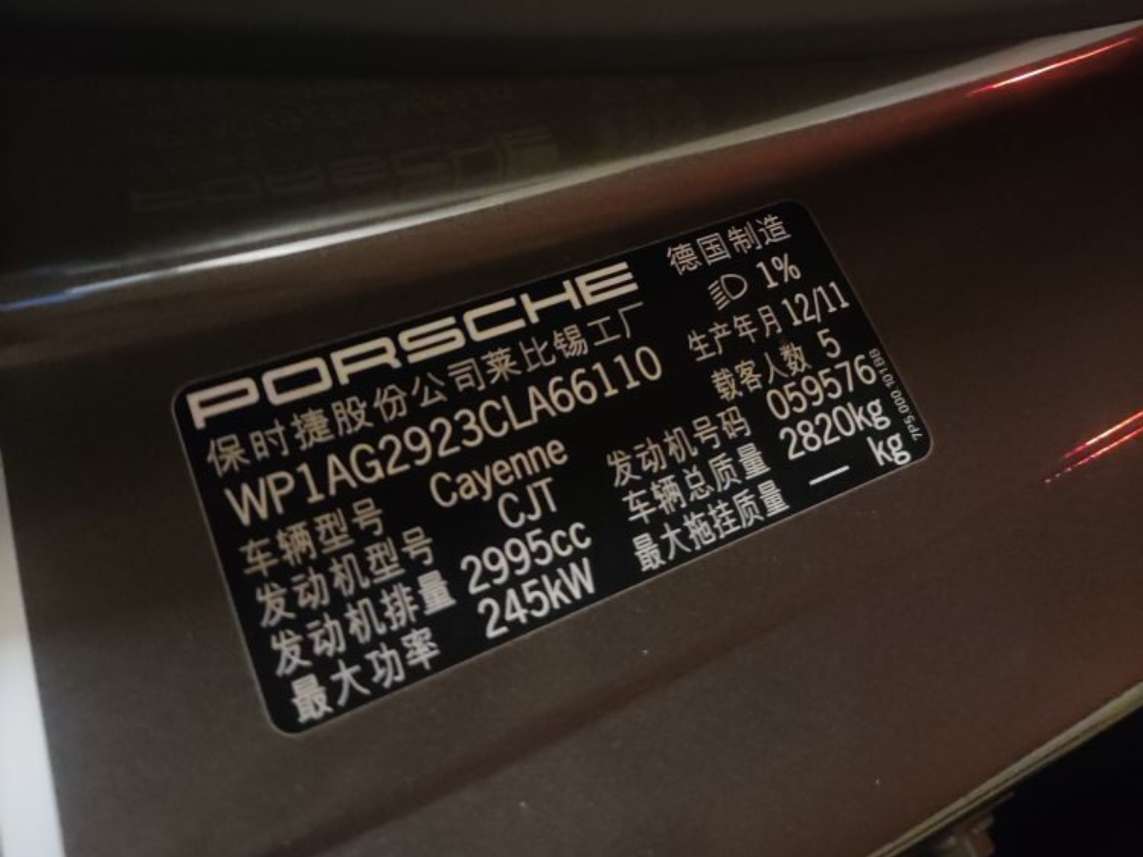 PORSCHE
德国制造
保时捷股份公司莱比锡工厂
1%
WP1AG2923CLA66110
生产年月 12/11
车辆型号 Cayenne
载客人数 5
发动机型号 CJT
发动机号码 059576
发动机排量 2995cc
车辆总质量 2820kg
最大功率 245kW
最大拖挂质量 — kg
7P5.000.101BB